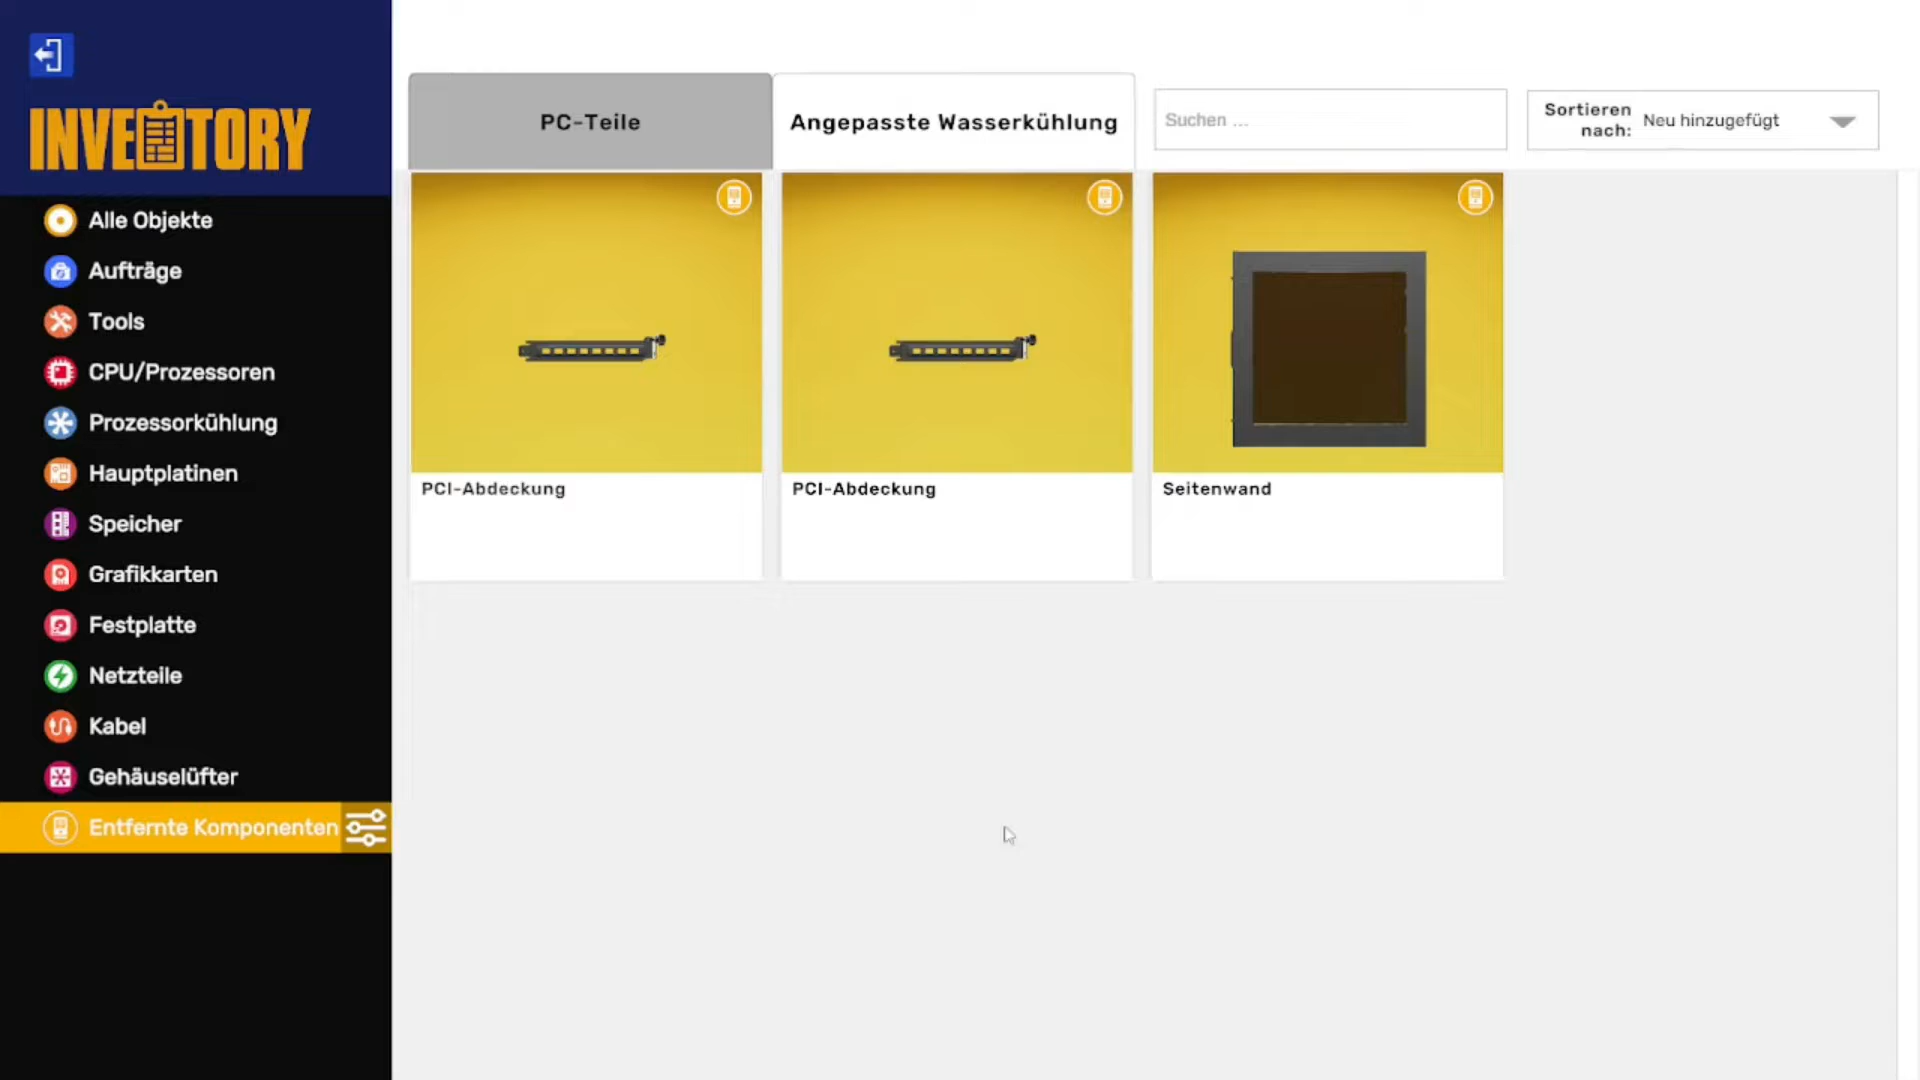 INVENTORY
Alle Objekte
Aufträge
Tools
CPU/Prozessoren
Prozessorkühlung
Hauptplatinen
Speicher
Grafikkarten
Festplatte
Netzteile
Kabel
Gehäuselüfter
Entfernte Komponenten
PC-Teile
Angepasste Wasserkühlung
Suchen ...
Sortieren nach:
Neu hinzugefügt
PCI-Abdeckung
PCI-Abdeckung
Seitenwand